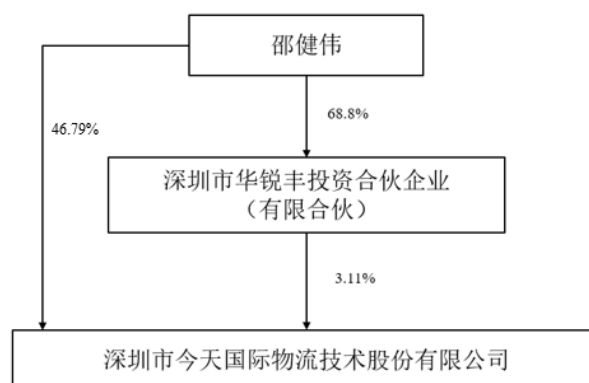 邵健伟
46.79%
68.8%
深圳市华锐丰投资合伙企业
（有限合伙）
3.11%
深圳市今天国际物流技术股份有限公司